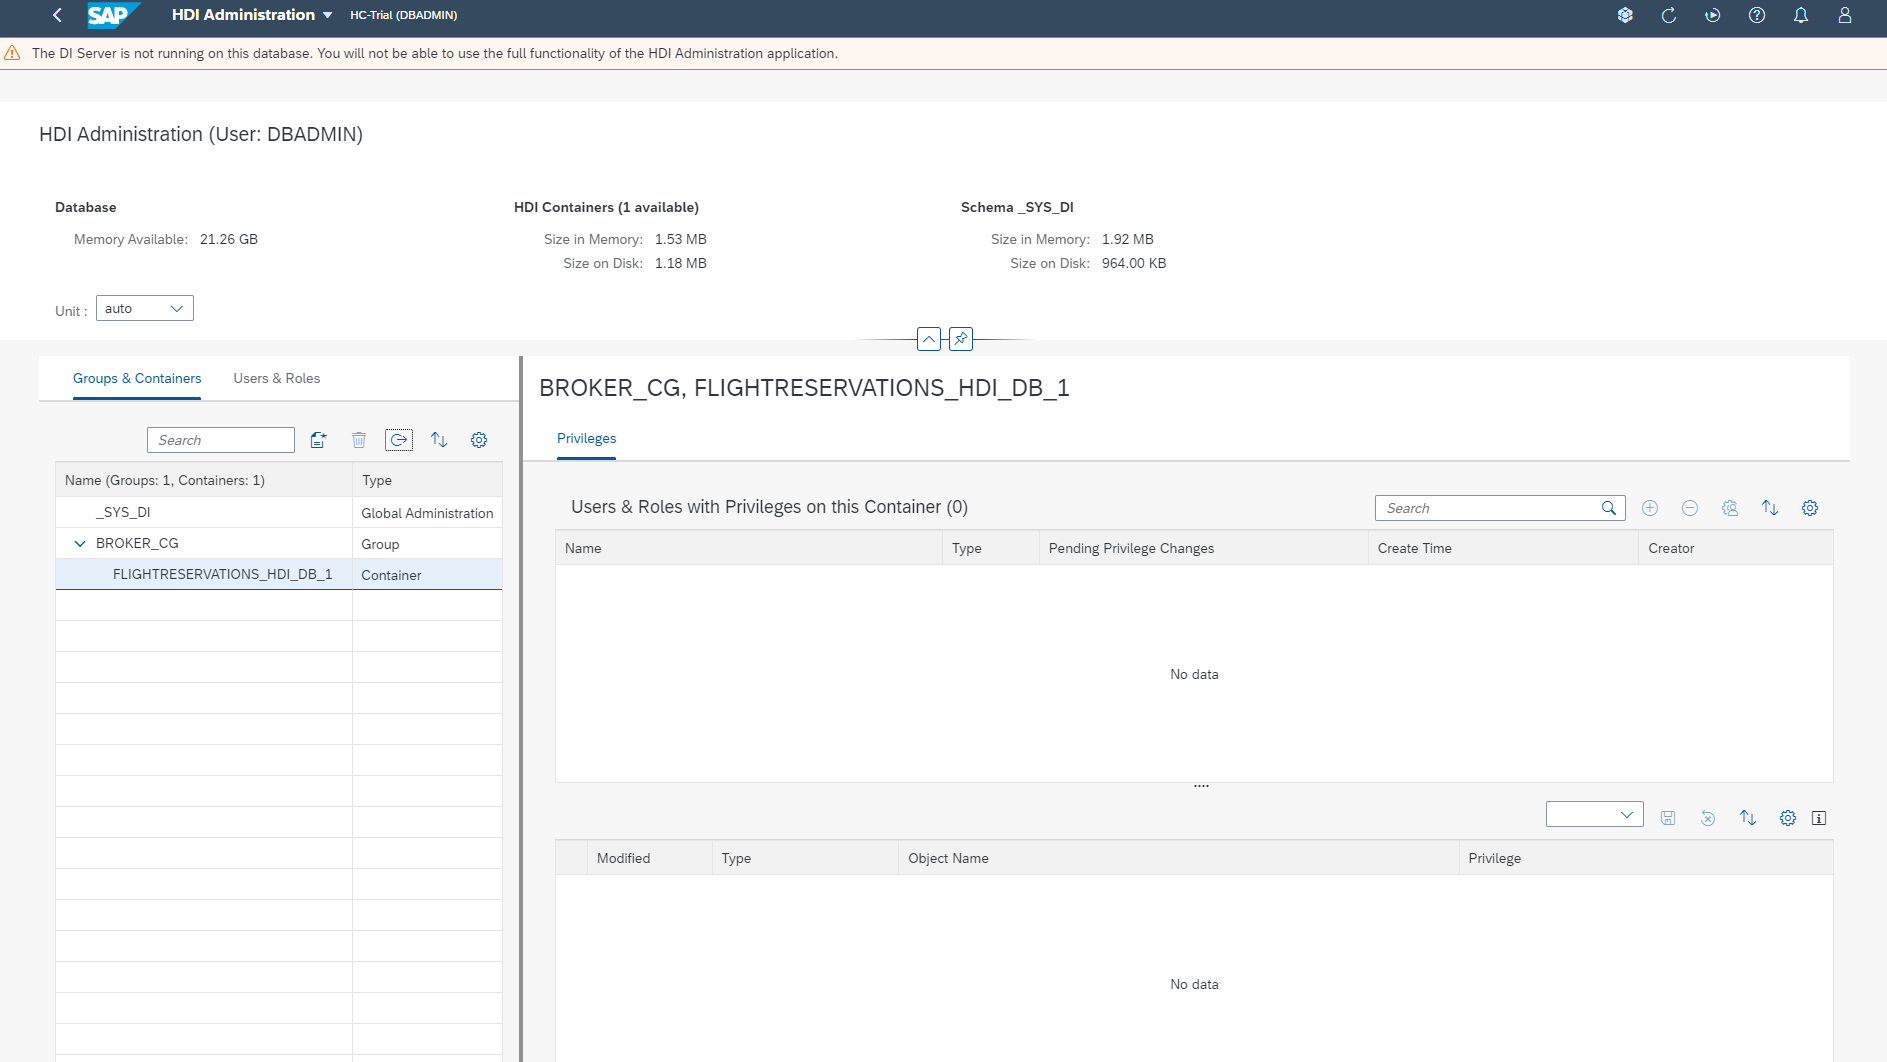 SAP HDI Administration HC-Trial (DBADMIN)
The DI Server is not running on this database. You will not be able to use the full functionality of the HDI Administration application.
HDI Administration (User: DBADMIN)
Database
Memory Available: 21.26 GB
HDI Containers (1 available)
Size in Memory: 1.53 MB
Size on Disk: 1.18 MB
Schema _SYS_DI
Size in Memory: 1.92 MB
Size on Disk: 964.00 KB
Unit : auto
Groups & Containers Users & Roles
Search
Name (Groups: 1, Containers: 1) Type
_SYS_DI Global Administration
BROKER_CG Group
FLIGHTRESERVATIONS_HDI_DB_1 Container
BROKER_CG, FLIGHTRESERVATIONS_HDI_DB_1
Privileges
Users & Roles with Privileges on this Container (0) Search
Name Type Pending Privilege Changes Create Time Creator
No data
Modified Type Object Name Privilege
No data